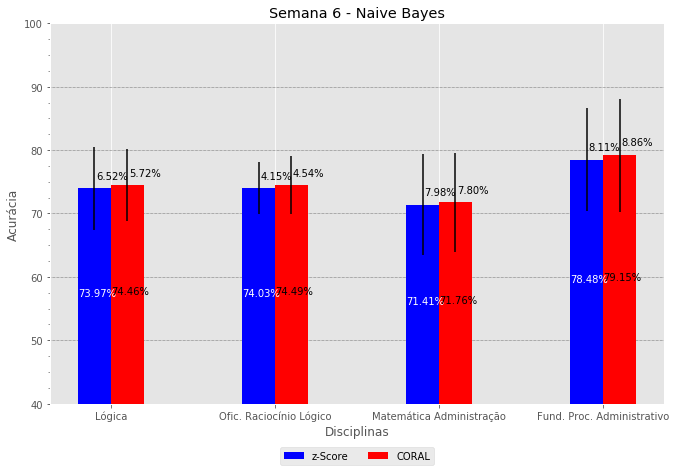 Semana 6 - Naive Bayes
100
90
80
70
60
50
40
Acurácia
6.52% 5.72% 4.15% 4.54% 7.98% 7.80% 8.11% 8.86%
73.97% 74.46% 74.03% 74.49% 71.41% 71.76% 78.48% 79.15%
Lógica Ofic. Raciocínio Lógico Matemática Administração Fund. Proc. Administrativo
Disciplinas
z-Score CORAL